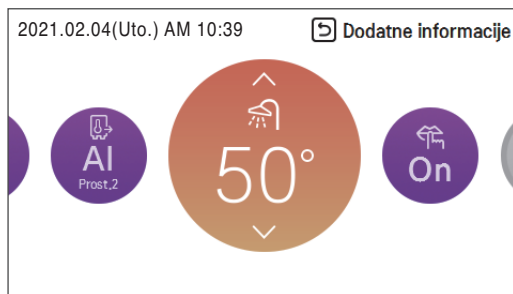 2021.02.04(Uto.) AM 10:39
Dodatne informacije
AI
Prost.2
50°
On